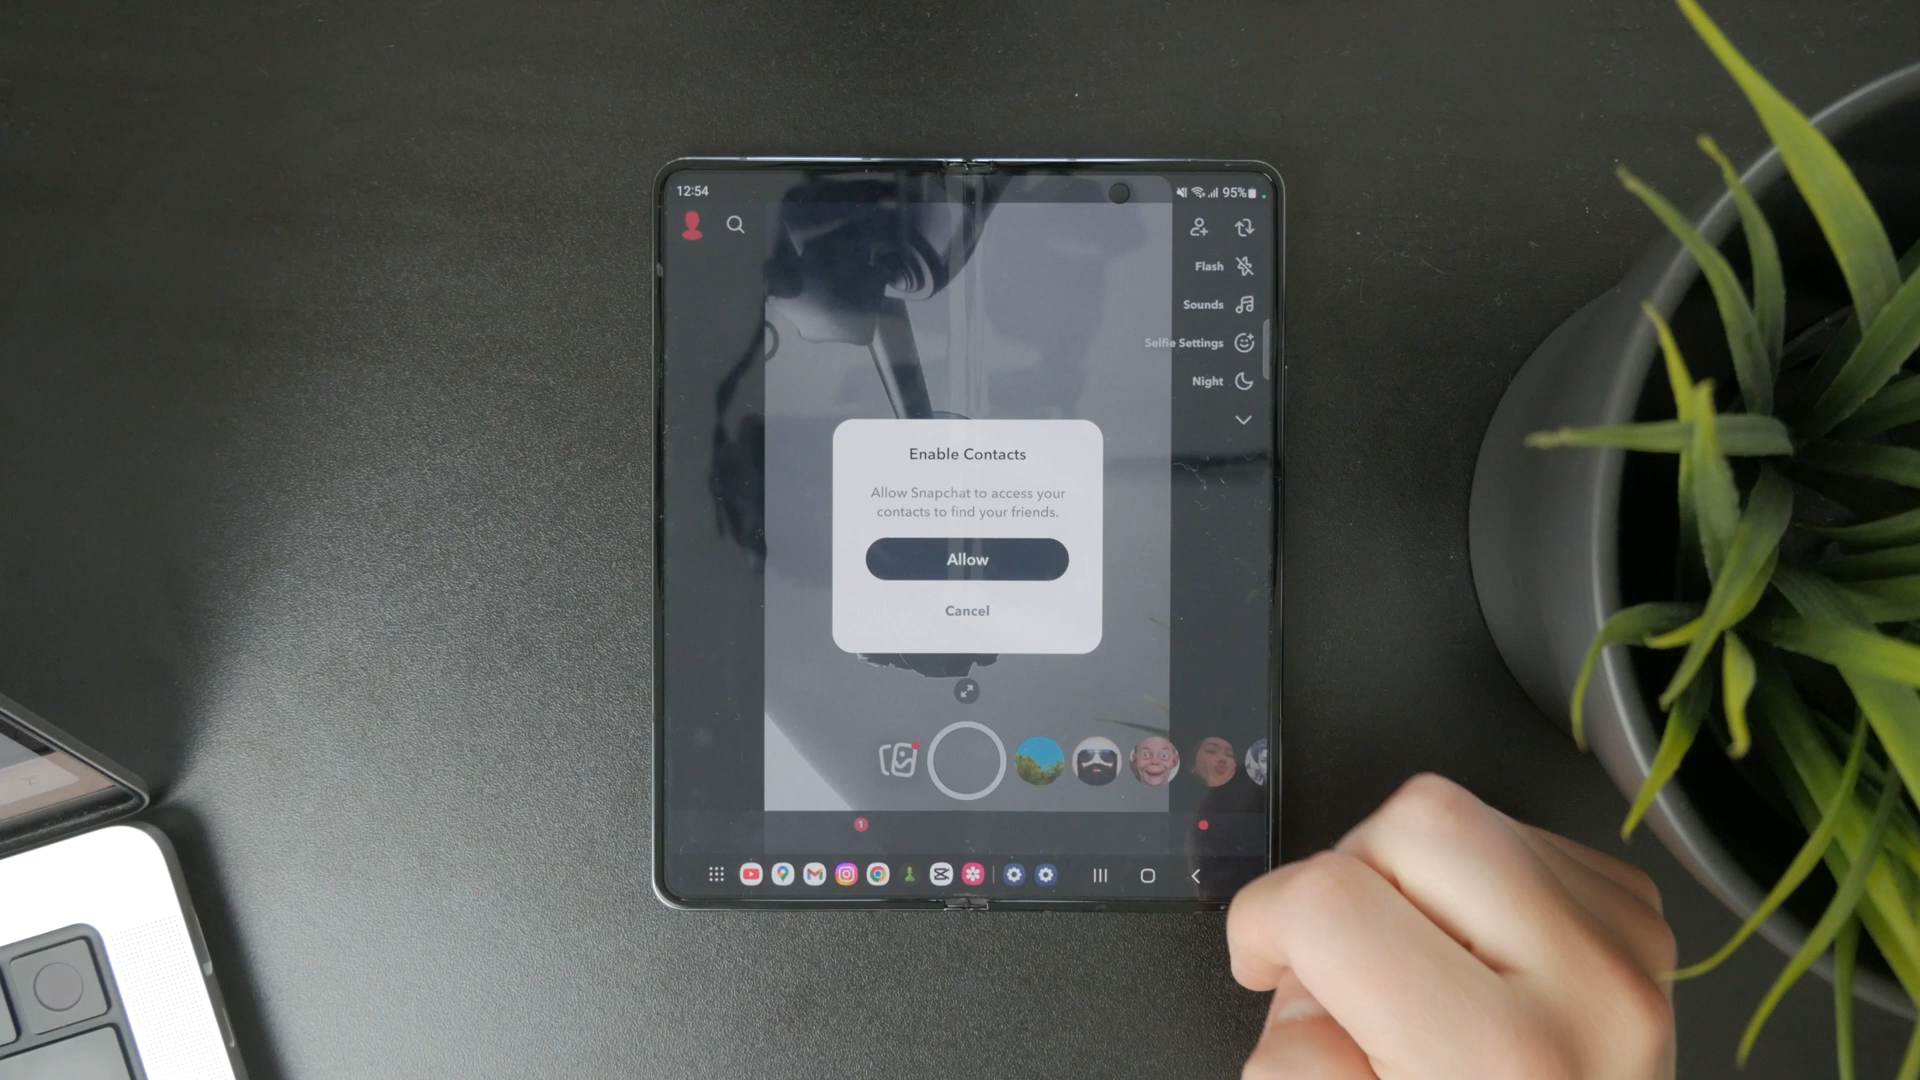 12:54
95%
Flash
Sounds
Selfie Settings
Night
Enable Contacts
Allow Snapchat to access your
contacts to find your friends.
Allow
Cancel
1